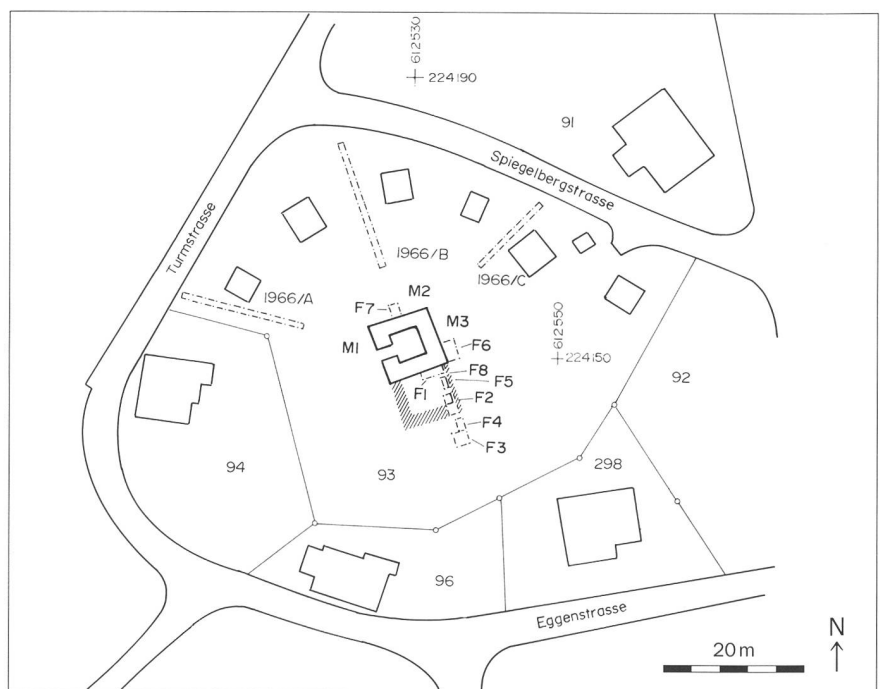 612530
224190
91
Spiegelbergstrasse
Turmstrasse
1966/B
1966/C
1966/A
M2
F7
M3
612550
M1
F6
224150
F8
F5
92
F1
F2
F4
F3
298
94
93
96
Eggenstrasse
N
20m